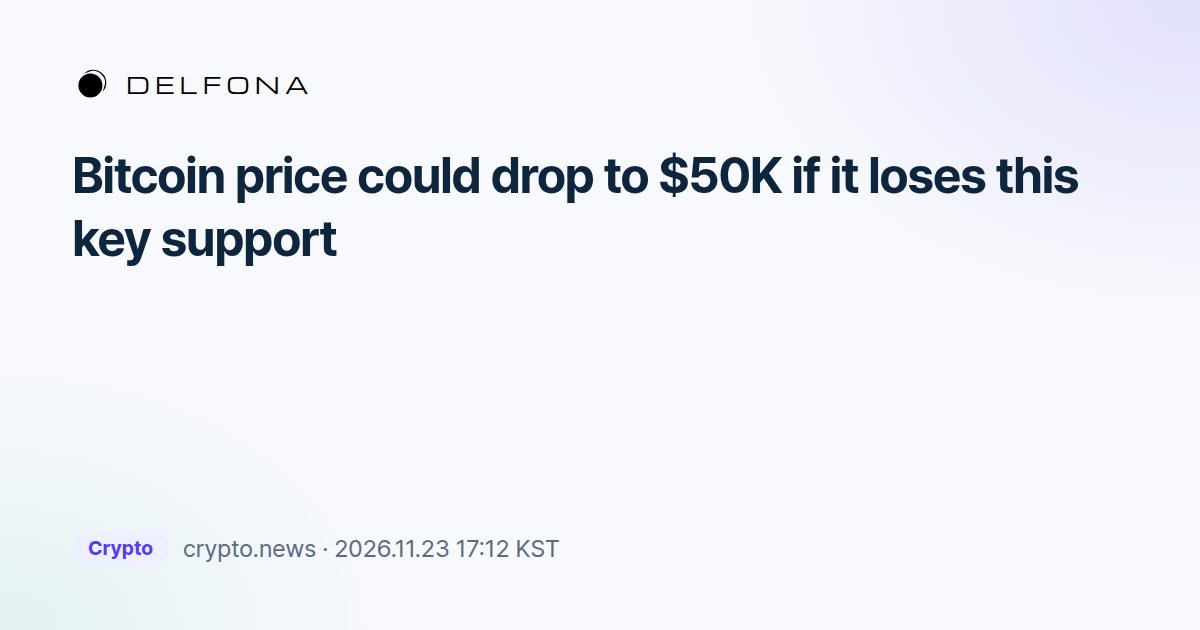 DELFONA
Bitcoin price could drop to $50K if it loses this
key support
Crypto crypto.news · 2026.11.23 17:12 KST